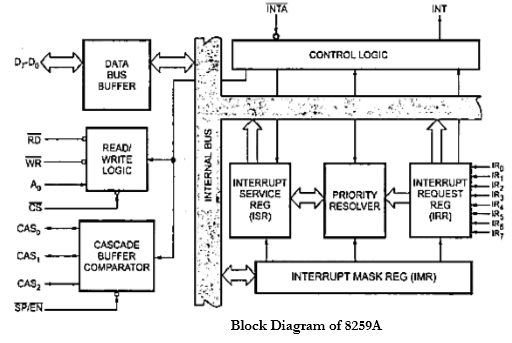 INTA
INT
CONTROL LOGIC
D7-D0
DATA
BUS
BUFFER
INTERNAL BUS
RD
WR
A0
CS
READ/
WRITE
LOGIC
INTERRUPT
SERVICE
REG
(ISR)
PRIORITY
RESOLVER
INTERRUPT
REQUEST
REG
(IRR)
IR0
IR1
IR2
IR3
IR4
IR5
IR6
IR7
CAS0
CAS1
CAS2
SP/EN
CASCADE
BUFFER
COMPARATOR
INTERRUPT MASK REG (IMR)
Block Diagram of 8259A